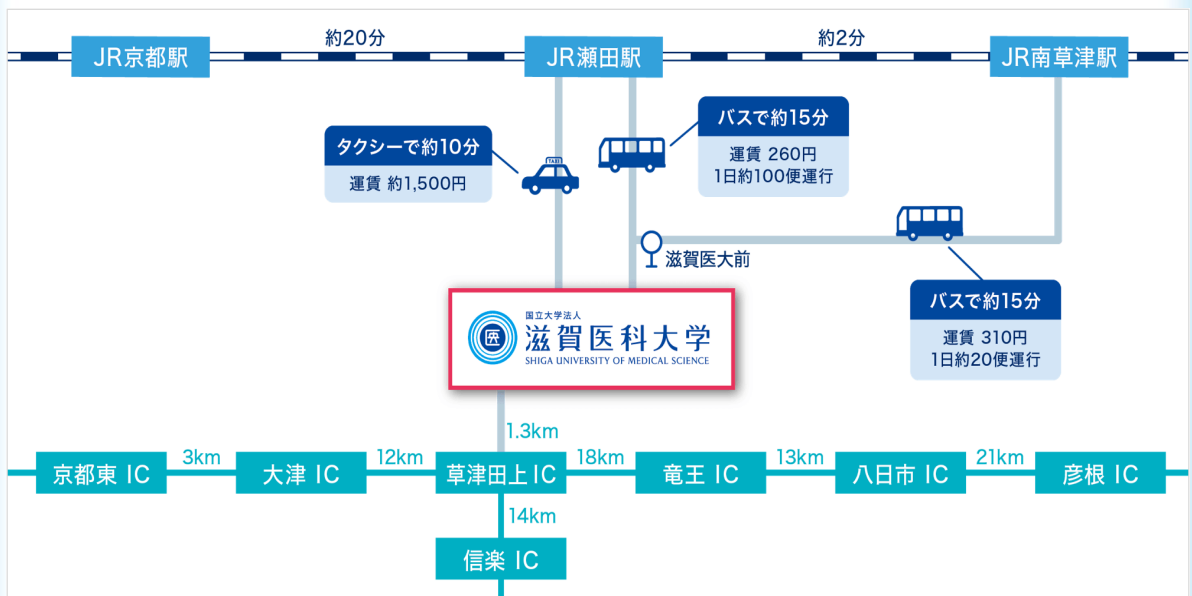 約20分
約2分
JR京都駅
JR瀬田駅
JR南草津駅
タクシーで約10分
運賃 約1,500円
TAXI
バスで約15分
運賃 260円
1日約100便運行
滋賀医大前
バスで約15分
運賃 310円
1日約20便運行
医
国立大学法人
滋賀医科大学
SHIGA UNIVERSITY OF MEDICAL SCIENCE
1.3km
京都東 IC
3km
大津 IC
12km
草津田上 IC
18km
竜王 IC
13km
八日市 IC
21km
彦根 IC
14km
信楽 IC